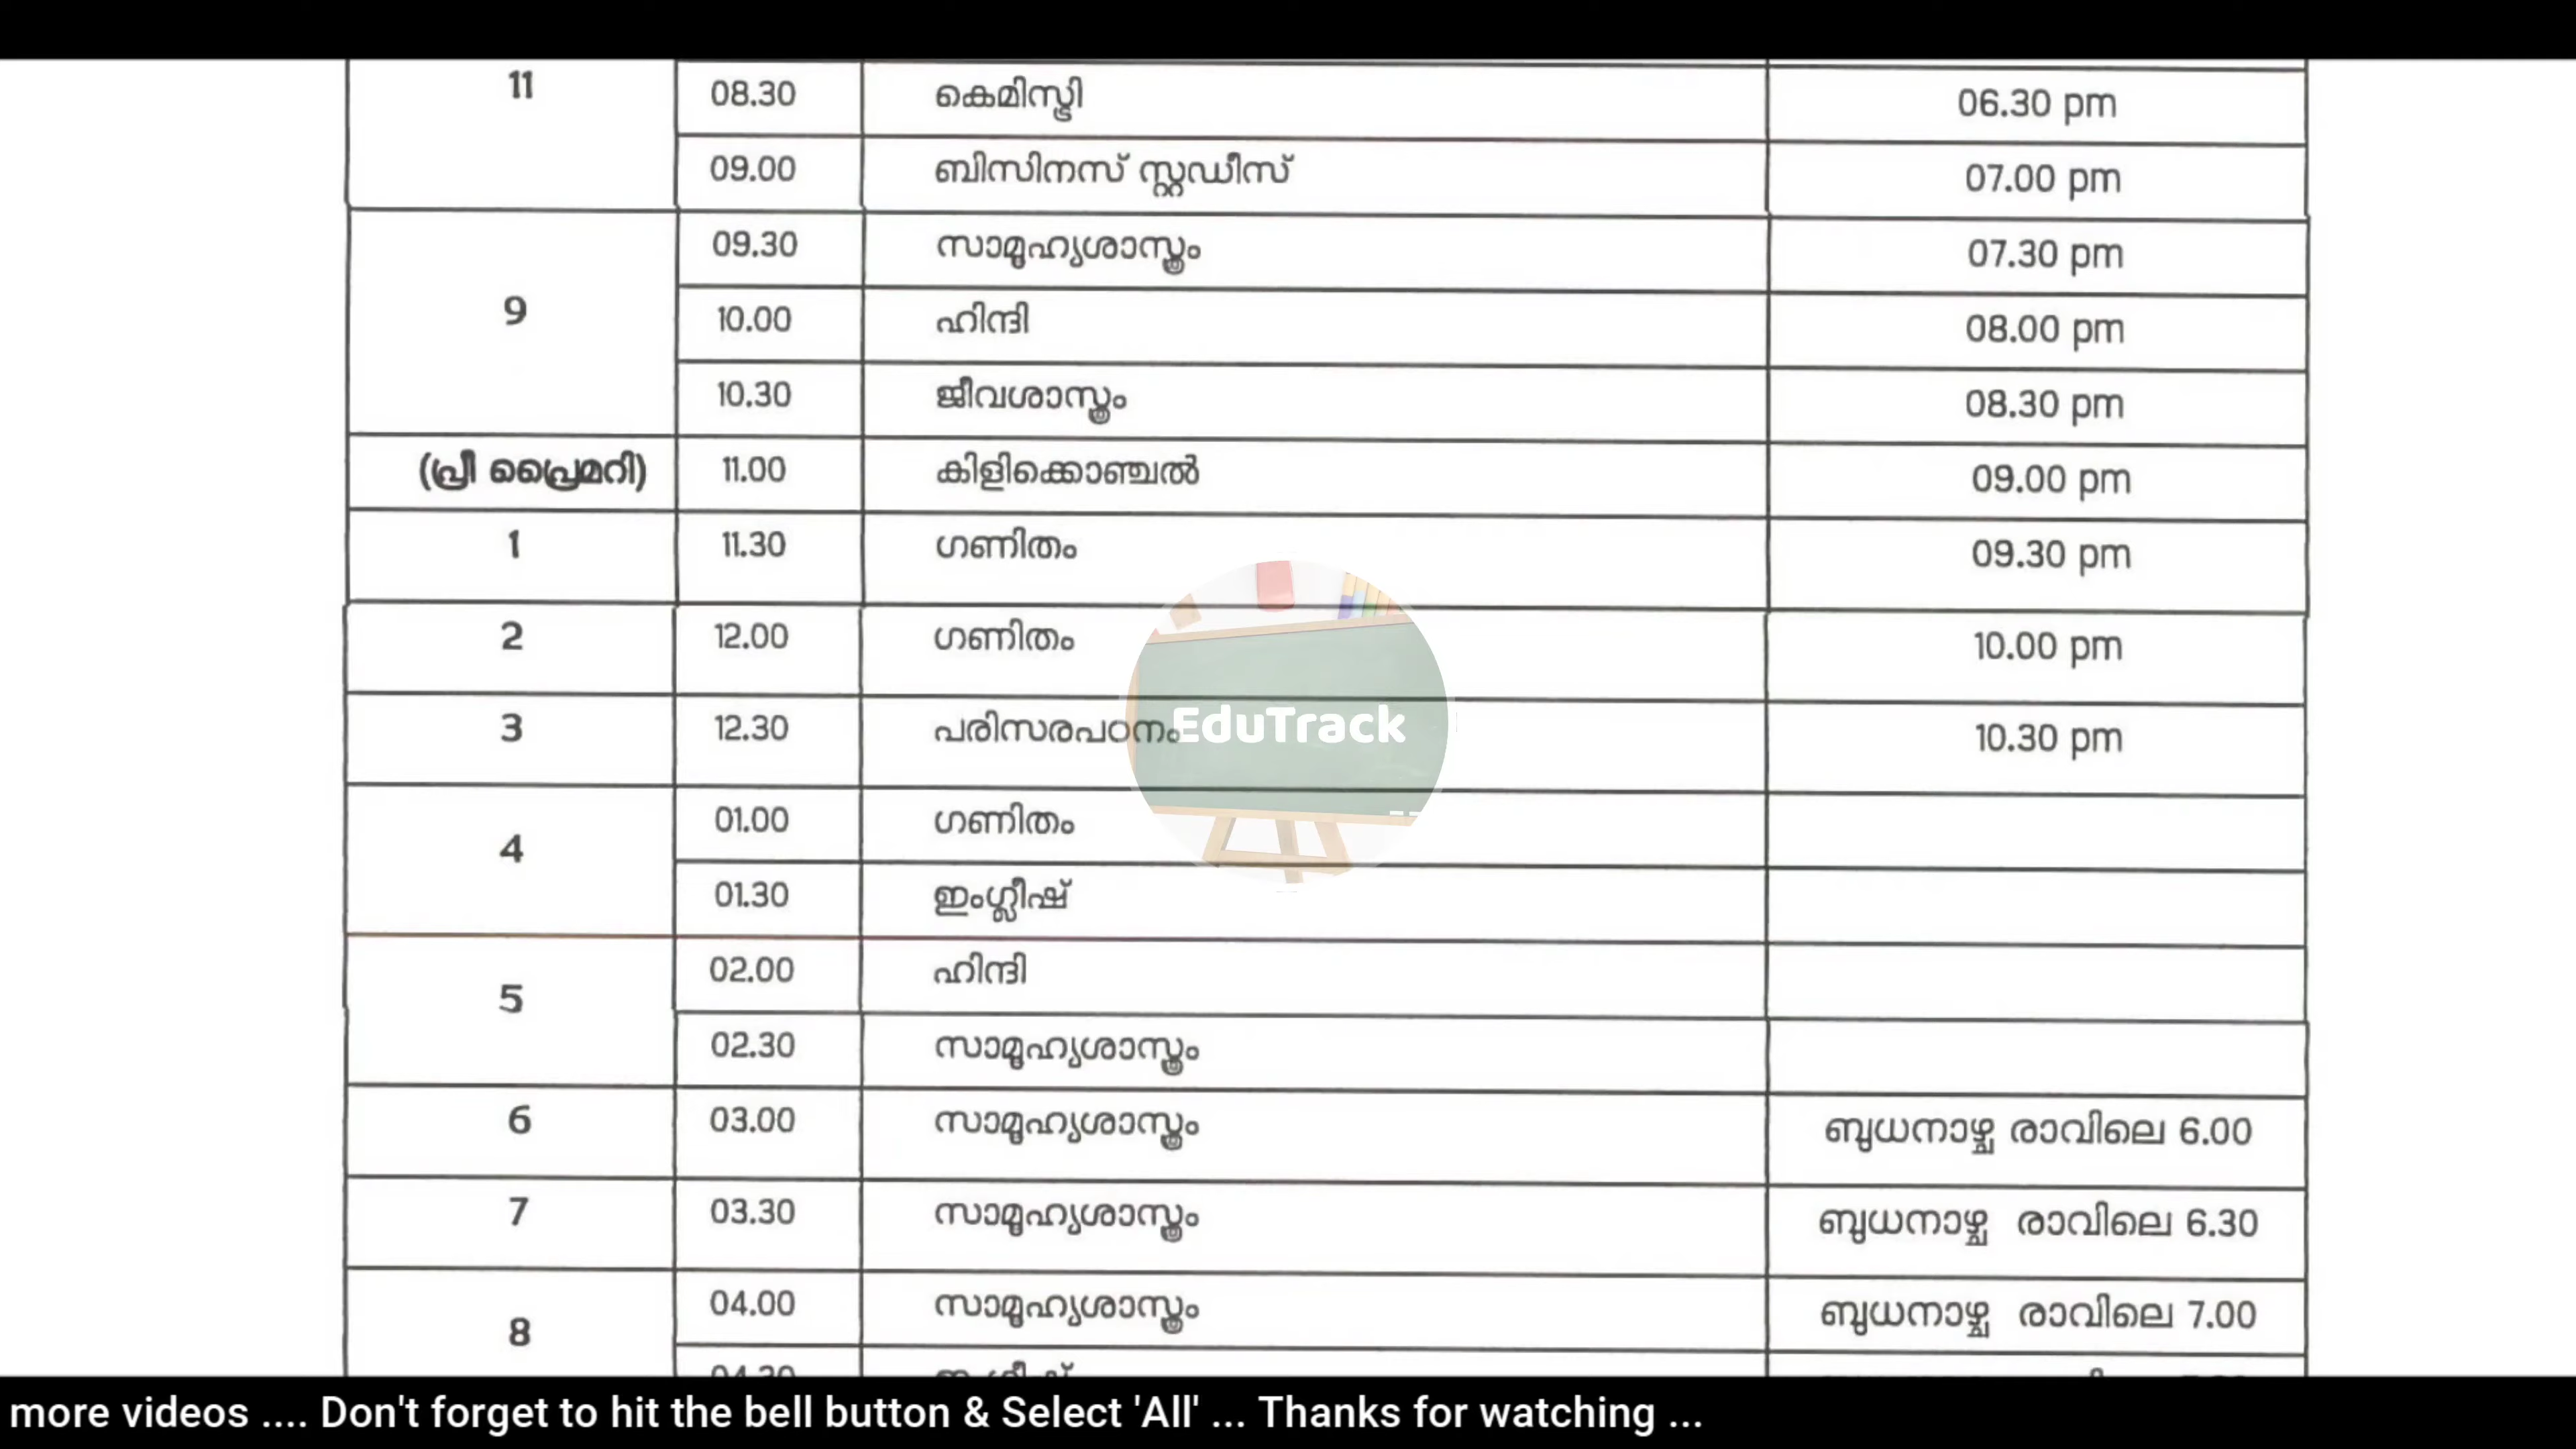 11 08.30 കെമിസ്ട്രി 06.30 pm
09.00 ബിസിനസ് സ്റ്റഡീസ് 07.00 pm
9 09.30 സാമൂഹ്യശാസ്ത്രം 07.30 pm
10.00 ഹിന്ദി 08.00 pm
10.30 ജീവശാസ്ത്രം 08.30 pm
(പ്രീ പ്രൈമറി) 11.00 കിളിക്കൊഞ്ചൽ 09.00 pm
1 11.30 ഗണിതം 09.30 pm
2 12.00 ഗണിതം 10.00 pm
3 12.30 പരിസരപഠനം 10.30 pm
EduTrack
4 01.00 ഗണിതം
01.30 ഇംഗ്ലീഷ്
5 02.00 ഹിന്ദി
02.30 സാമൂഹ്യശാസ്ത്രം
6 03.00 സാമൂഹ്യശാസ്ത്രം ബുധനാഴ്ച രാവിലെ 6.00
7 03.30 സാമൂഹ്യശാസ്ത്രം ബുധനാഴ്ച രാവിലെ 6.30
8 04.00 സാമൂഹ്യശാസ്ത്രം ബുധനാഴ്ച രാവിലെ 7.00
more videos .... Don't forget to hit the bell button & Select 'All' ... Thanks for watching ...